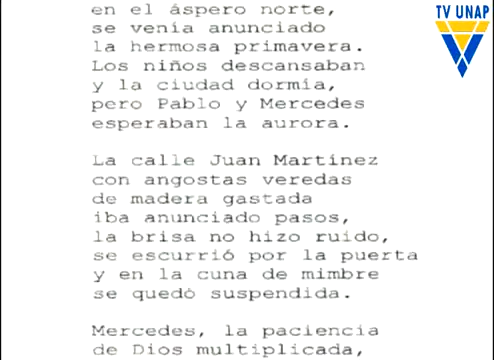 TV UNAP
en el áspero norte,
se venía anunciado
la hermosa primavera.
Los niños descansaban
y la ciudad dormía,
pero Pablo y Mercedes
esperaban la aurora.
La calle Juan Martínez
con angostas veredas
de madera gastada
iba anunciado pasos,
la brisa no hizo ruido,
se escurrió por la puerta
y en la cuna de mimbre
se quedó suspendida.
Mercedes, la paciencia
de Dios multiplicada,